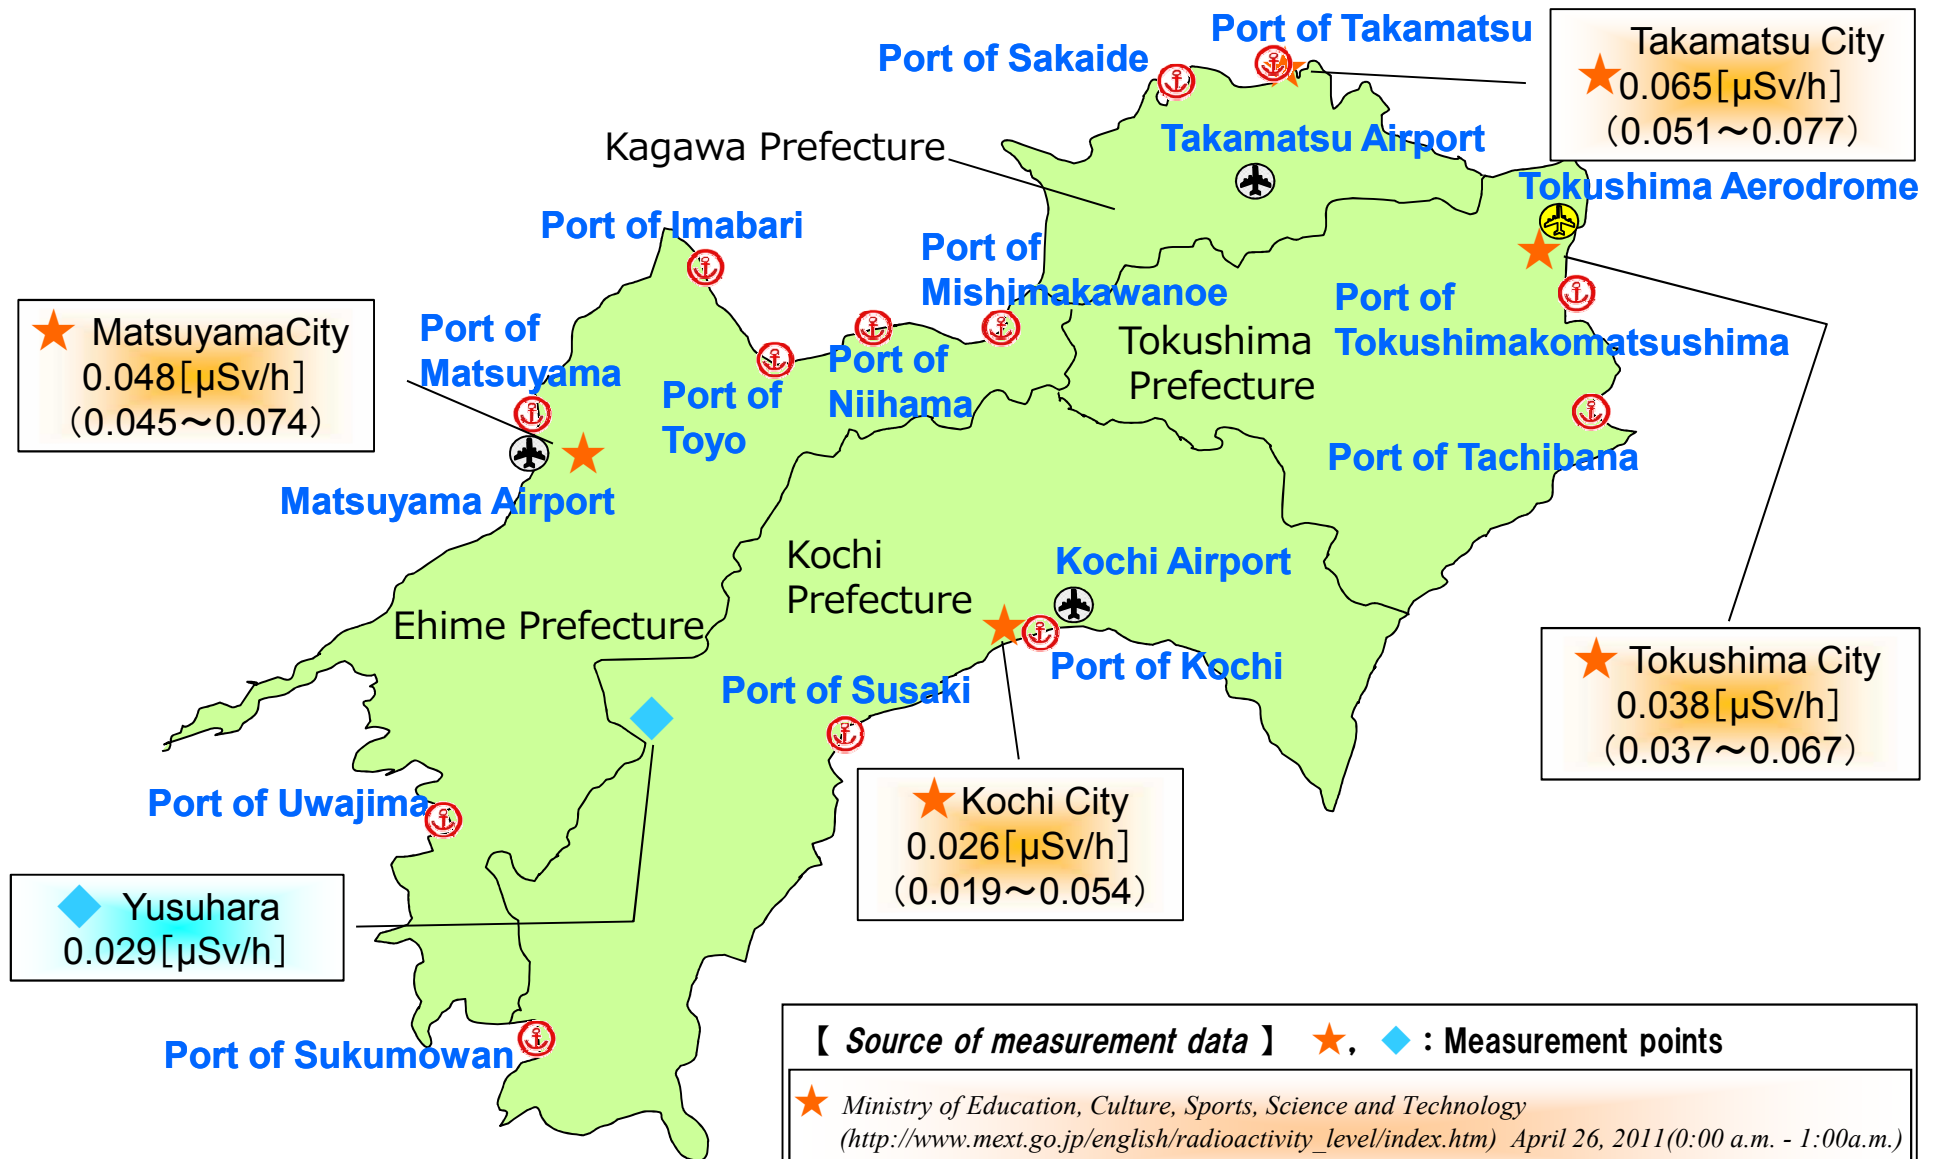 Port of Takamatsu
Port of Sakaide
Takamatsu City
0.065[μSv/h]
(0.051～0.077)
Kagawa Prefecture
Takamatsu Airport
Tokushima Aerodrome
Port of Imabari
Port of
Mishimakawanoe
Port of
Tokushimakomatsushima
MatsuyamaCity
0.048[μSv/h]
(0.045～0.074)
Port of
Matsuyama
Port of
Toyo
Port of
Niihama
Tokushima
Prefecture
Port of Tachibana
Matsuyama Airport
Kochi
Prefecture
Kochi Airport
Ehime Prefecture
Port of Kochi
Port of Susaki
Tokushima City
0.038[μSv/h]
(0.037～0.067)
Port of Uwajima
Kochi City
0.026[μSv/h]
(0.019～0.054)
Yusuhara
0.029[μSv/h]
Port of Sukumowan
【 Source of measurement data 】 ★, ◆ : Measurement points
★ Ministry of Education, Culture, Sports, Science and Technology
(http://www.mext.go.jp/english/radioactivity_level/index.htm) April 26, 2011(0:00 a.m. - 1:00a.m.)